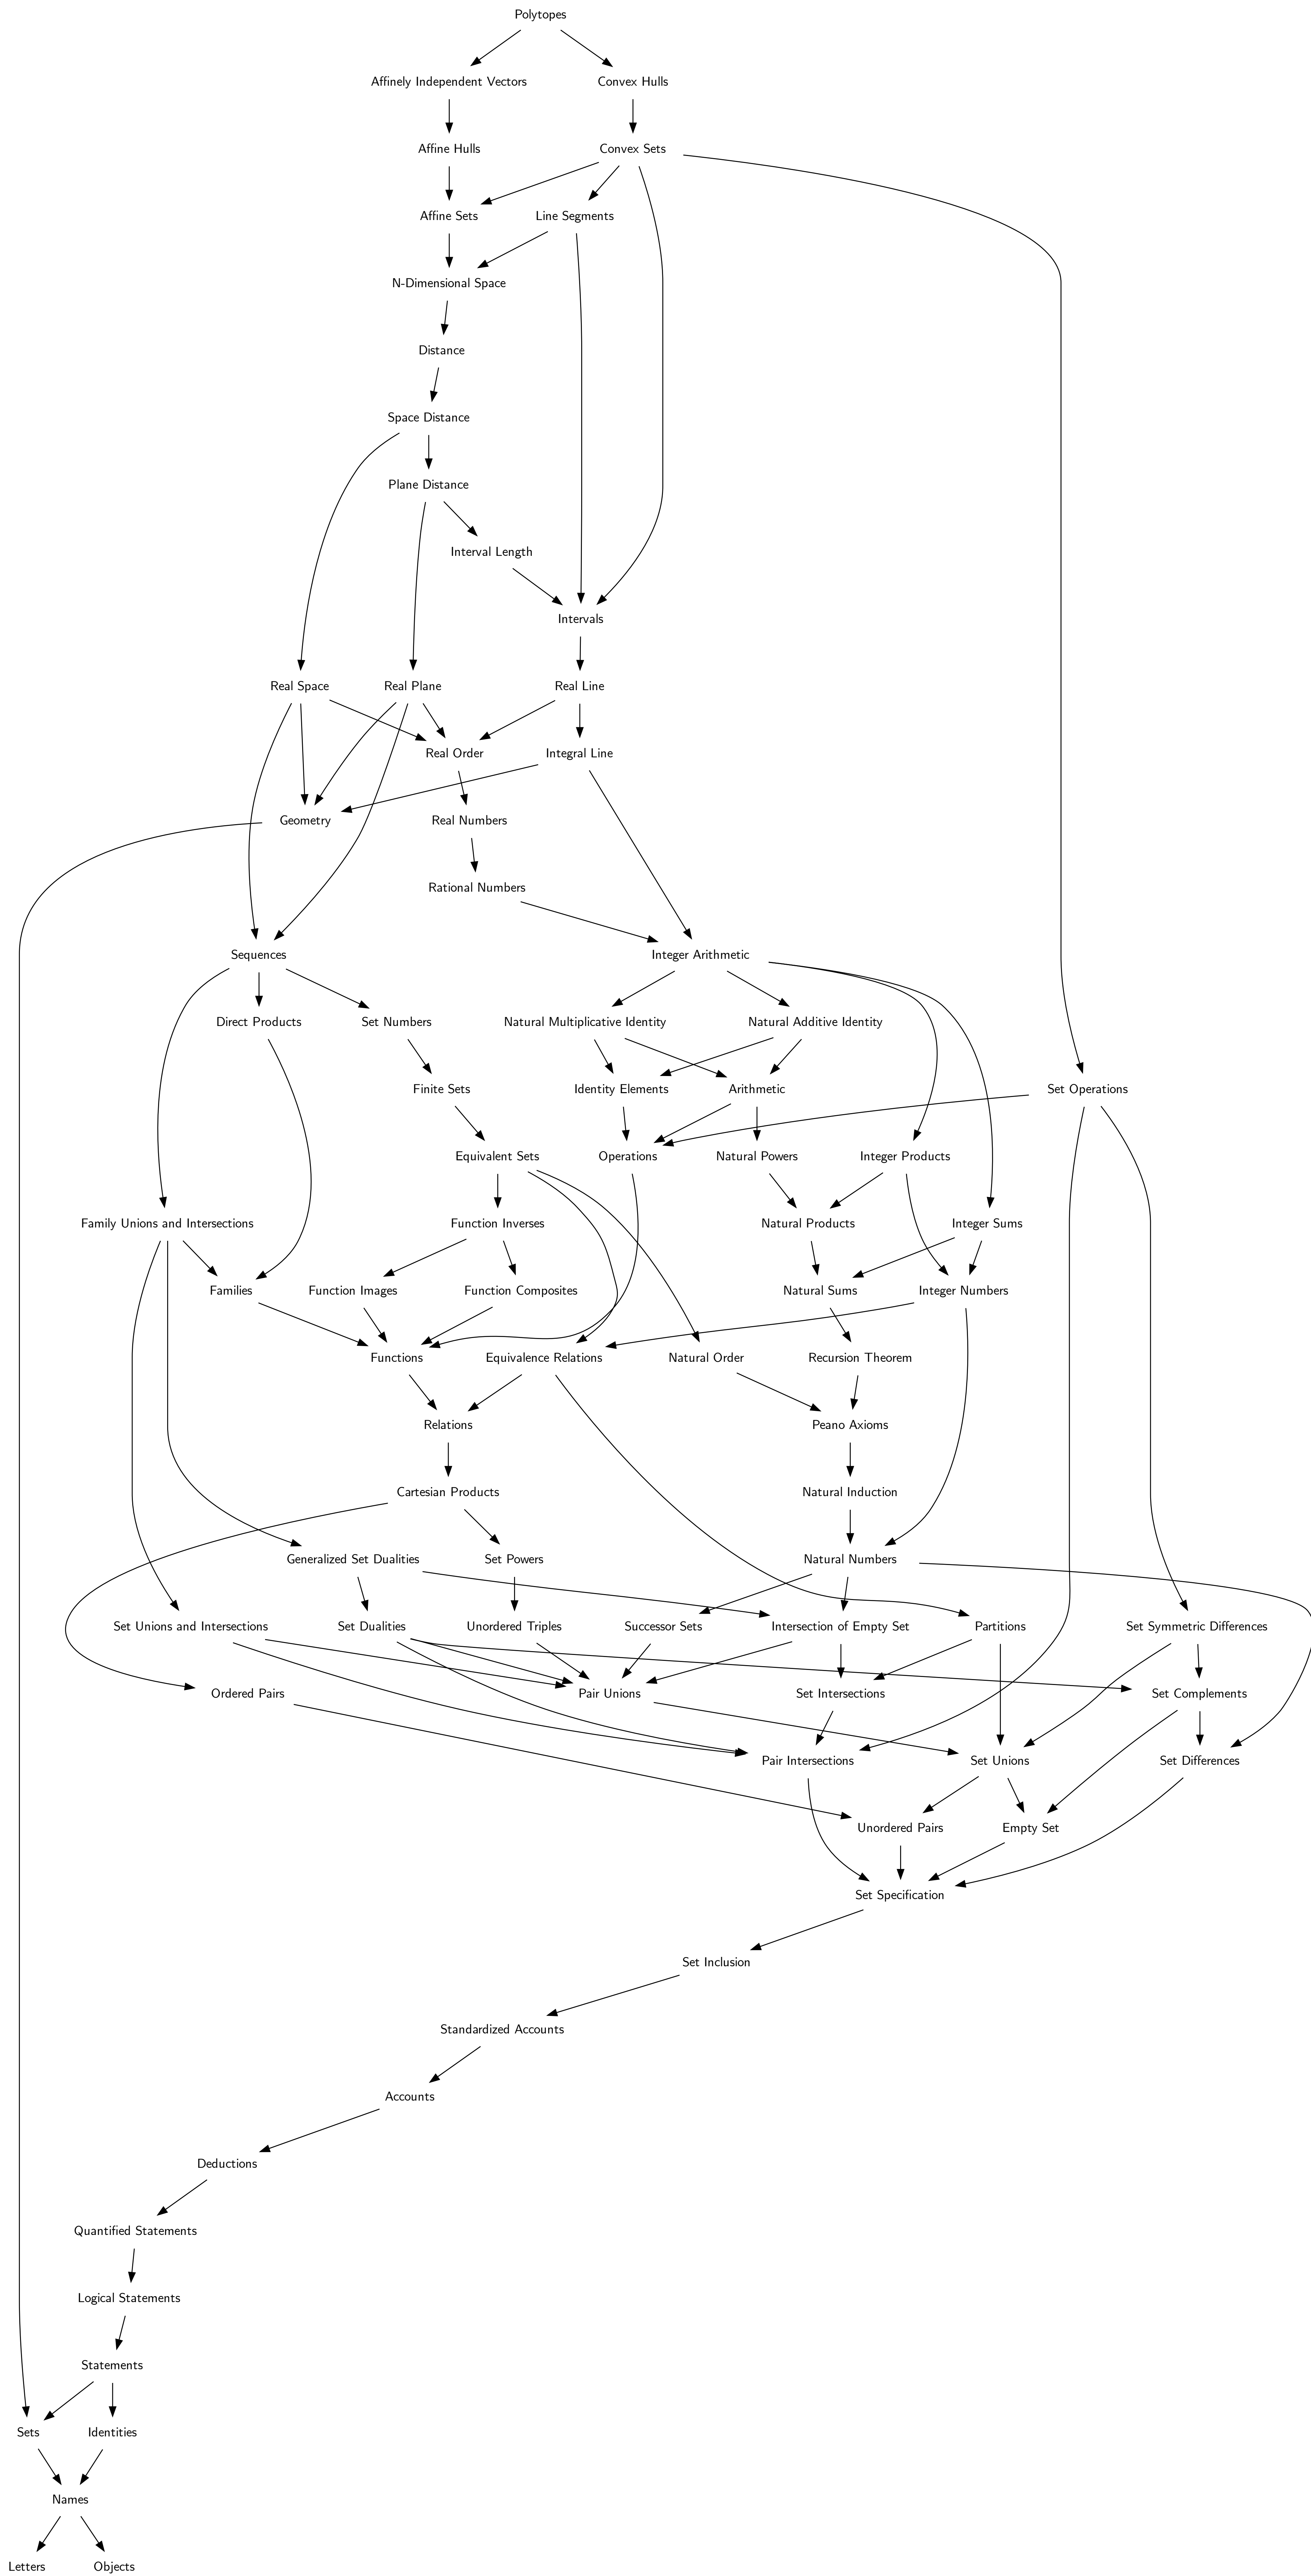 Polytopes
Affinely Independent Vectors
Convex Hulls
Affine Hulls
Convex Sets
Affine Sets
Line Segments
N-Dimensional Space
Distance
Space Distance
Plane Distance
Interval Length
Intervals
Real Space
Real Plane
Real Line
Real Order
Integral Line
Geometry
Real Numbers
Rational Numbers
Sequences
Integer Arithmetic
Direct Products
Set Numbers
Natural Multiplicative Identity
Natural Additive Identity
Finite Sets
Identity Elements
Arithmetic
Set Operations
Equivalent Sets
Operations
Natural Powers
Integer Products
Family Unions and Intersections
Function Inverses
Natural Products
Integer Sums
Families
Function Images
Function Composites
Natural Sums
Integer Numbers
Functions
Equivalence Relations
Natural Order
Recursion Theorem
Relations
Peano Axioms
Cartesian Products
Natural Induction
Generalized Set Dualities
Set Powers
Natural Numbers
Set Unions and Intersections
Set Dualities
Unordered Triples
Successor Sets
Intersection of Empty Set
Partitions
Set Symmetric Differences
Ordered Pairs
Pair Unions
Set Intersections
Set Complements
Pair Intersections
Set Unions
Set Differences
Unordered Pairs
Empty Set
Set Specification
Set Inclusion
Standardized Accounts
Accounts
Deductions
Quantified Statements
Logical Statements
Statements
Sets
Identities
Names
Letters
Objects